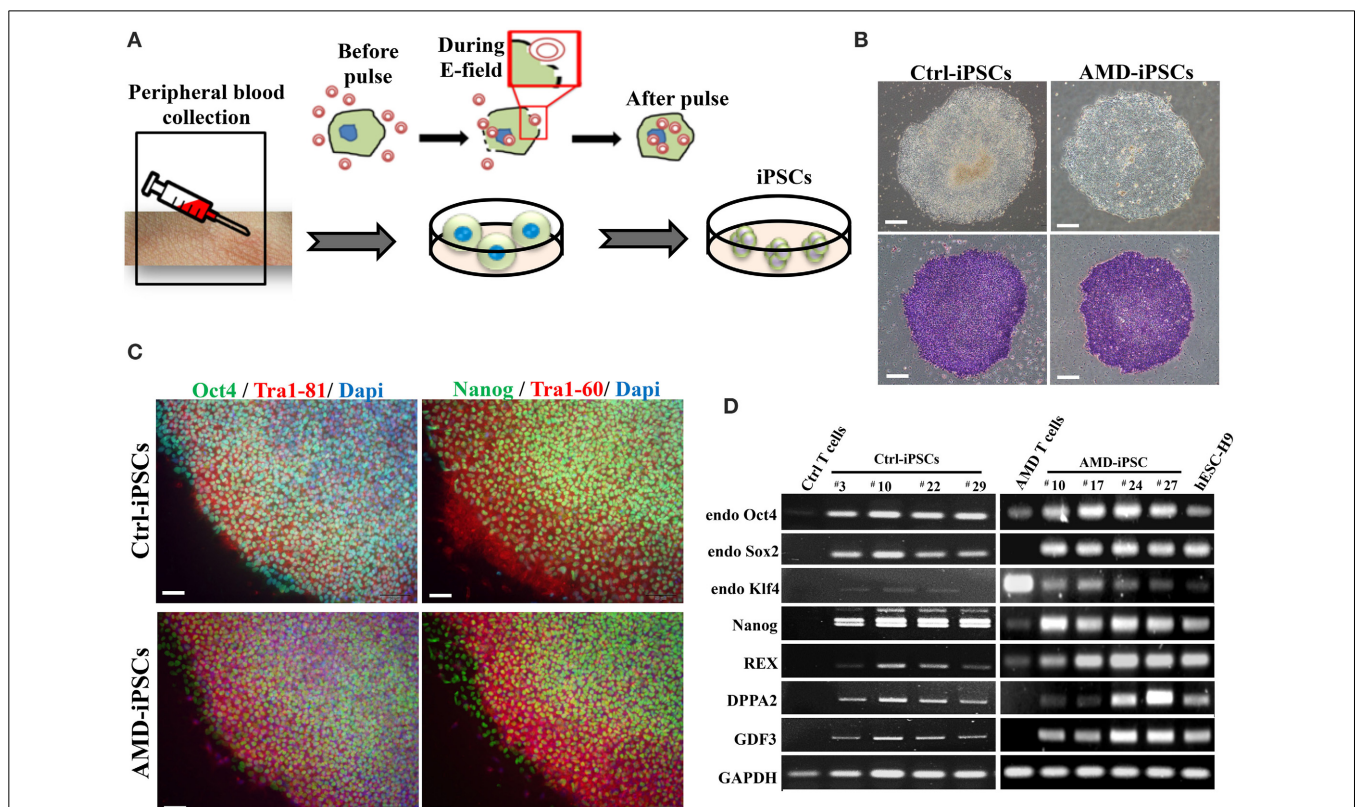 A
Before pulse
During E-field
Peripheral blood collection
After pulse
iPSCs
B
Ctrl-iPSCs AMD-iPSCs
C
Oct4 / Tra1-81/ Dapi
Nanog / Tra1-60/ Dapi
Ctrl-iPSCs
AMD-iPSCs
D
Ctrl T cells
Ctrl-iPSCs
#3 #10 #22 #29
AMD T cells
AMD-iPSC
#10 #17 #24 #27
hESC-H9
endo Oct4
endo Sox2
endo Klf4
Nanog
REX
DPPA2
GDF3
GAPDH